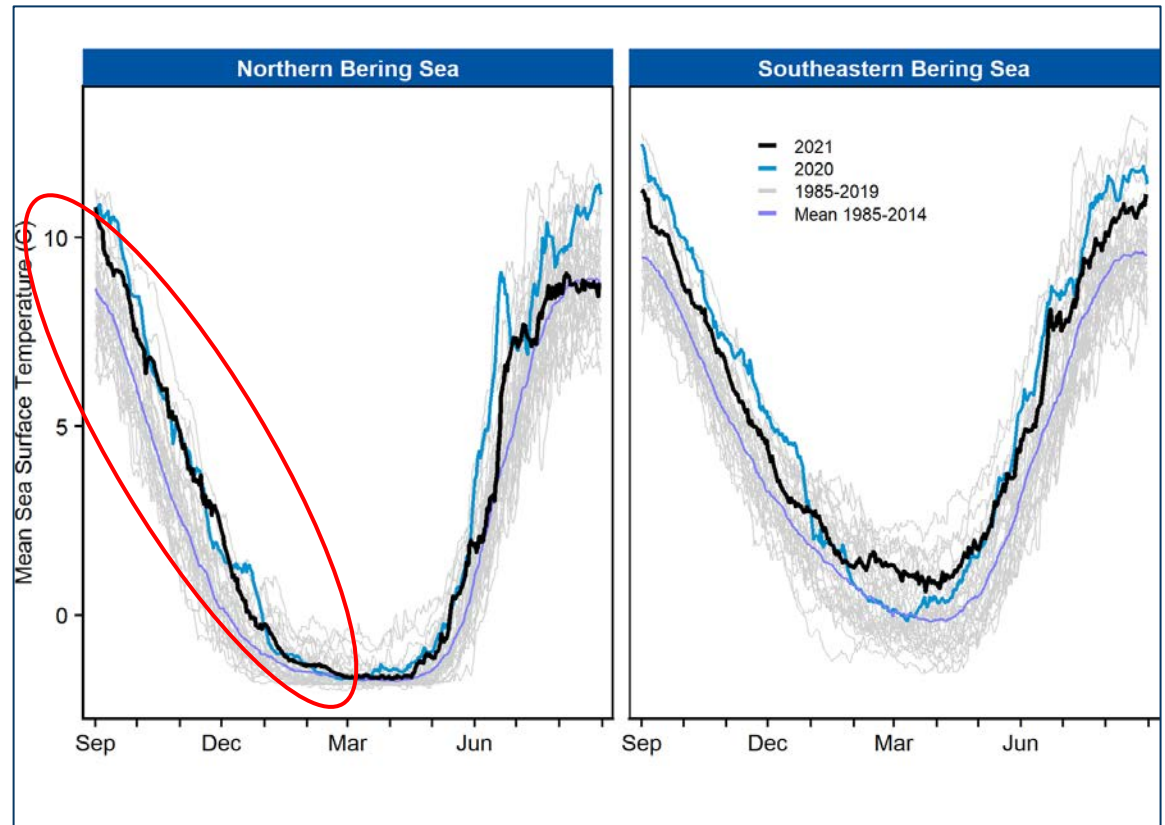 Northern Bering Sea
Southeastern Bering Sea
Mean Sea Surface Temperature (C)
10
5
0
2021
2020
1985-2019
Mean 1985-2014
Sep
Dec
Mar
Jun
Sep
Dec
Mar
Jun